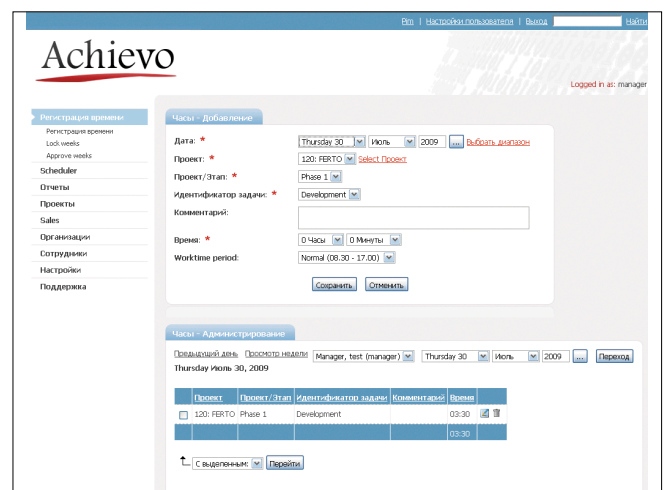 Pim | Настройки пользователя | Выход Найти
Achievo
Logged in as: manager
Регистрация времени
Регистрация времени
Lock weeks
Approve weeks
Scheduler
Отчеты
Проекты
Sales
Организации
Сотрудники
Настройки
Поддержка
Часы - Добавление
Дата: * Thursday 30 Июль 2009 ... Выбрать диапазон
Проект: * 120: FERTO Select Проект
Проект/Этап: * Phase 1
Идентификатор задачи: * Development
Комментарий:
Время: * 0 Часы 0 Минуты
Worktime period: Normal (08.30 - 17.00)
Сохранить Отменить
Часы - Администрирование
Предыдущий день Просмотр недели Manager, test (manager) Thursday 30 Июль 2009 ... Переход
Thursday Июль 30, 2009
Проект Проект/Этап Идентификатор задачи Комментарий Время
120: FERTO Phase 1 Development 03:30
03:30
С выделенным: Перейти